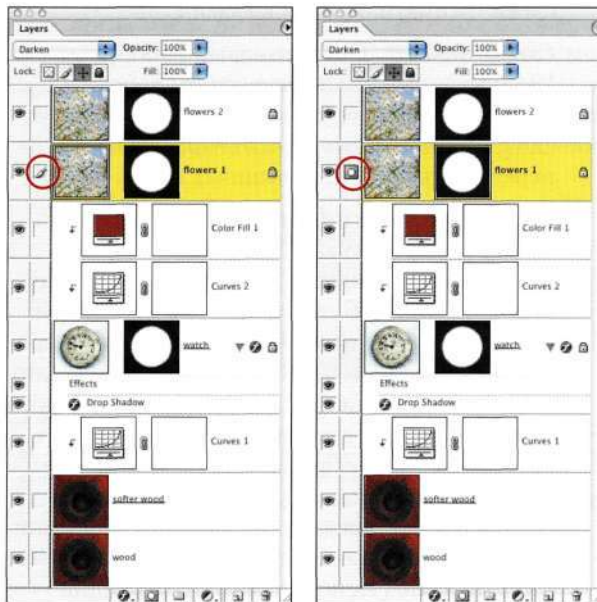 Layers
Darken Opacity: 100%
Lock: Fill: 100%
flowers 2
flowers 1
Color Fill 1
Curves 2
watch
Effects
Drop Shadow
Curves 1
softer wood
wood
Layers
Darken Opacity: 100%
Lock: Fill: 100%
flowers 2
flowers 1
Color Fill 1
Curves 2
watch
Effects
Drop Shadow
Curves 1
softer wood
wood